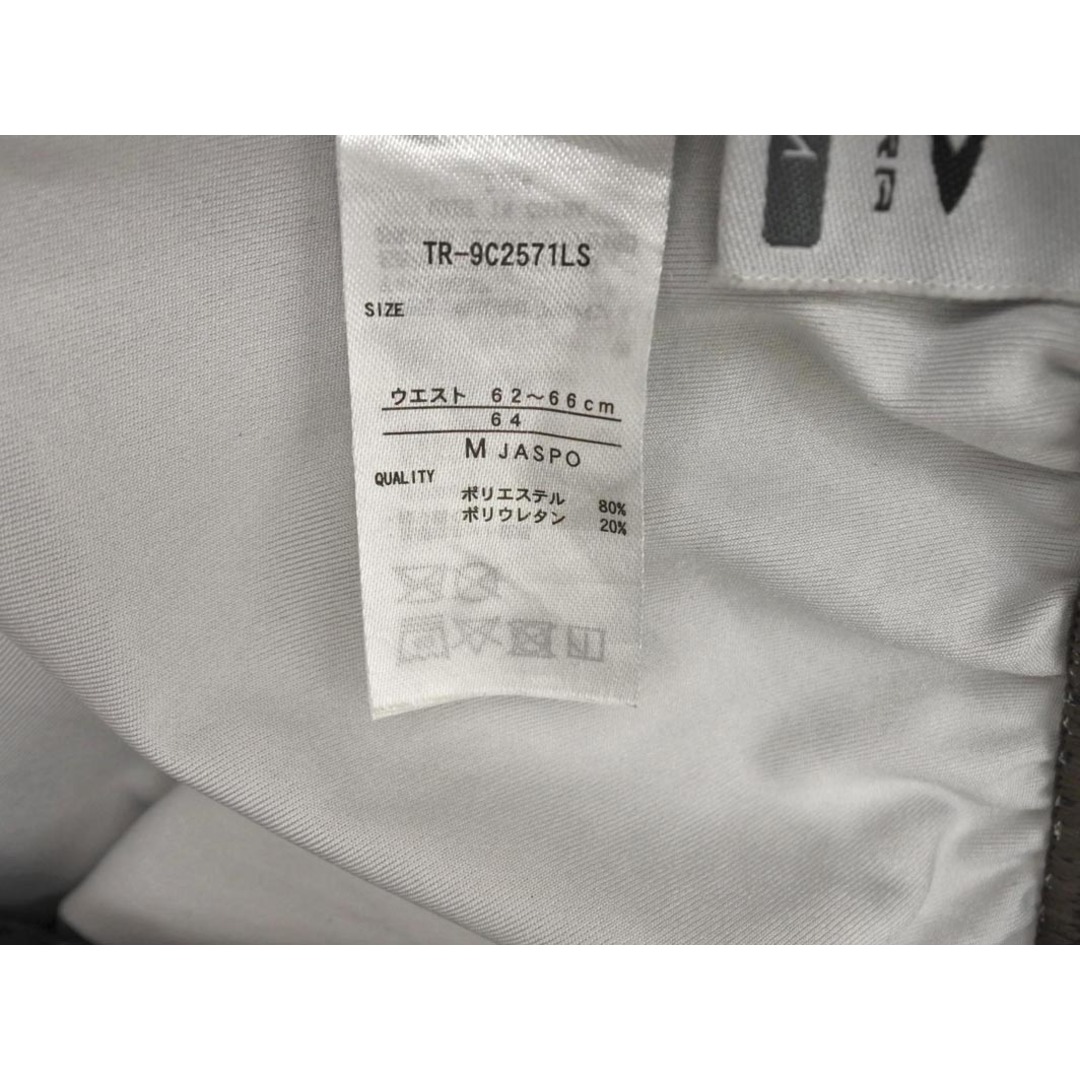 TR-9C2571LS
SIZE
ウエスト 62〜66cm
64
M JASPO
QUALITY
ポリエステル 80%
ポリウレタン 20%